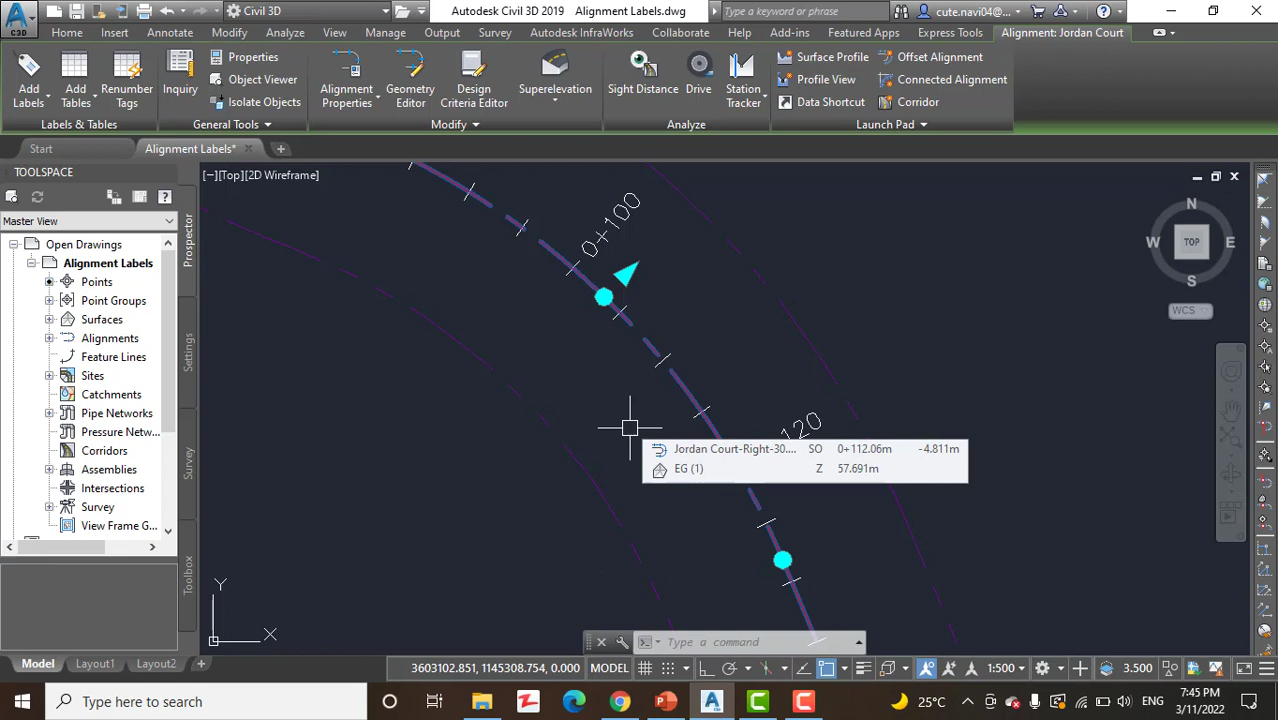 C3D
Civil 3D
Autodesk Civil 3D 2019 Alignment Labels.dwg
Type a keyword or phrase
cute.navi04@...
Home Insert Annotate Modify Analyze View Manage Output Survey Autodesk InfraWorks Collaborate Help Add-ins Featured Apps Express Tools Alignment: Jordan Court
Add Labels
Add Tables
Renumber Tags
Labels & Tables
Inquiry
Properties
Object Viewer
Isolate Objects
General Tools
Alignment Properties
Geometry Editor
Design Criteria Editor
Superelevation
Modify
Sight Distance
Drive
Station Tracker
Analyze
Surface Profile
Profile View
Data Shortcut
Offset Alignment
Connected Alignment
Corridor
Launch Pad
Start
Alignment Labels*
TOOLSPACE
Master View
Open Drawings
Alignment Labels
Points
Point Groups
Surfaces
Alignments
Feature Lines
Sites
Catchments
Pipe Networks
Pressure Netw...
Corridors
Assemblies
Intersections
Survey
View Frame G...
Prospector
Settings
Survey
Toolbox
[−][Top][2D Wireframe]
0+100
120
Jordan Court-Right-30.... SO 0+112.06m -4.811m
EG (1) Z 57.691m
N
W TOP E
S
WCS
Y
X
Type a command
Model Layout1 Layout2
3603102.851, 1145308.754, 0.000 MODEL
1:500
3.500
Type here to search
25°C
ENG
7:45 PM
3/11/2022